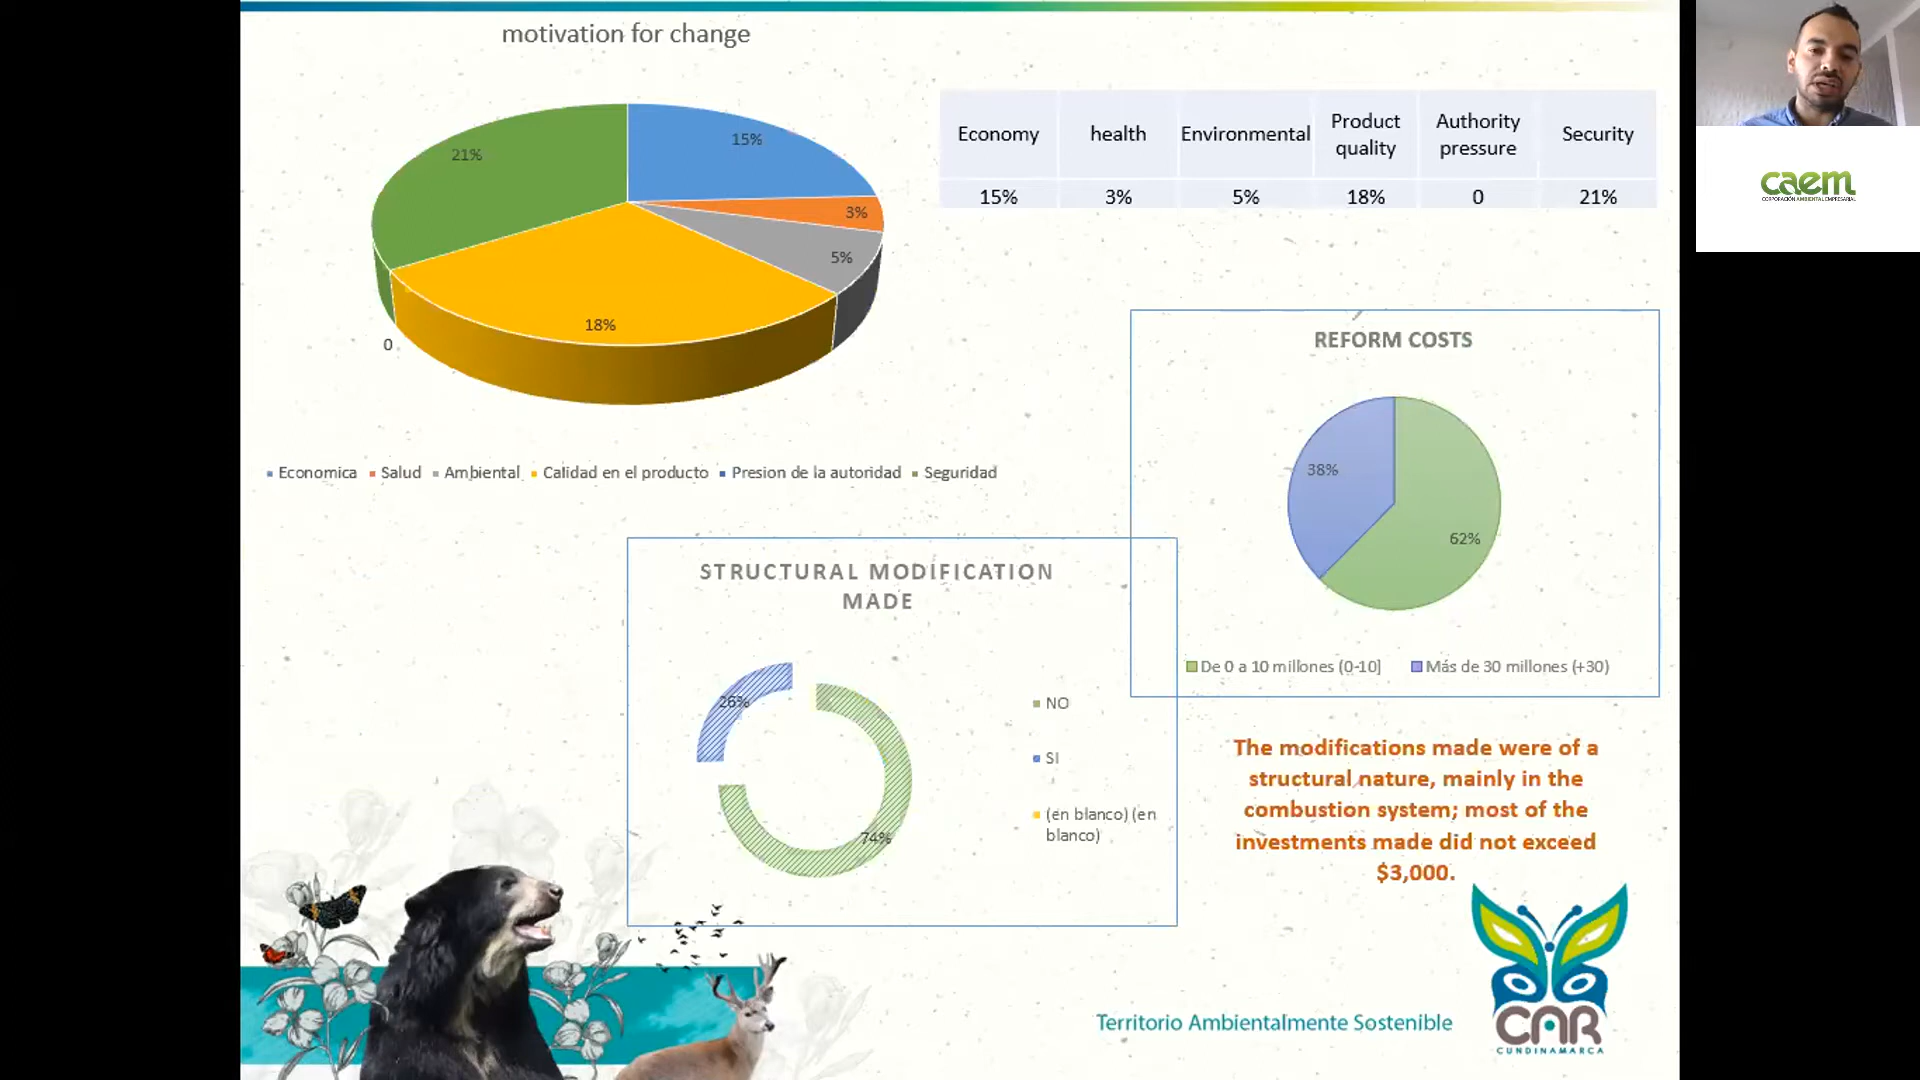 motivation for change
15%
21%
3%
5%
18%
0
Economica Salud Ambiental Calidad en el producto Presion de la autoridad Seguridad
Economy health Environmental Product quality Authority pressure Security
15% 3% 5% 18% 0 21%
REFORM COSTS
38%
62%
De 0 a 10 millones (0-10] Más de 30 millones (+30)
STRUCTURAL MODIFICATION
MADE
26%
74%
NO
SI
(en blanco) (en
blanco)
The modifications made were of a
structural nature, mainly in the
combustion system; most of the
investments made did not exceed
$3,000.
Territorio Ambientalmente Sostenible
CAR
CUNDINAMARCA
caem
CORPORACIÓN AMBIENTAL EMPRESARIAL